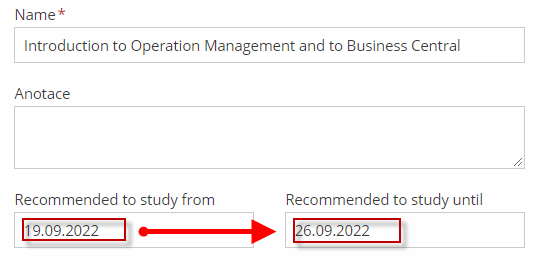 Name*
Introduction to Operation Management and to Business Central
Anotace
Recommended to study from
Recommended to study until
19.09.2022
26.09.2022